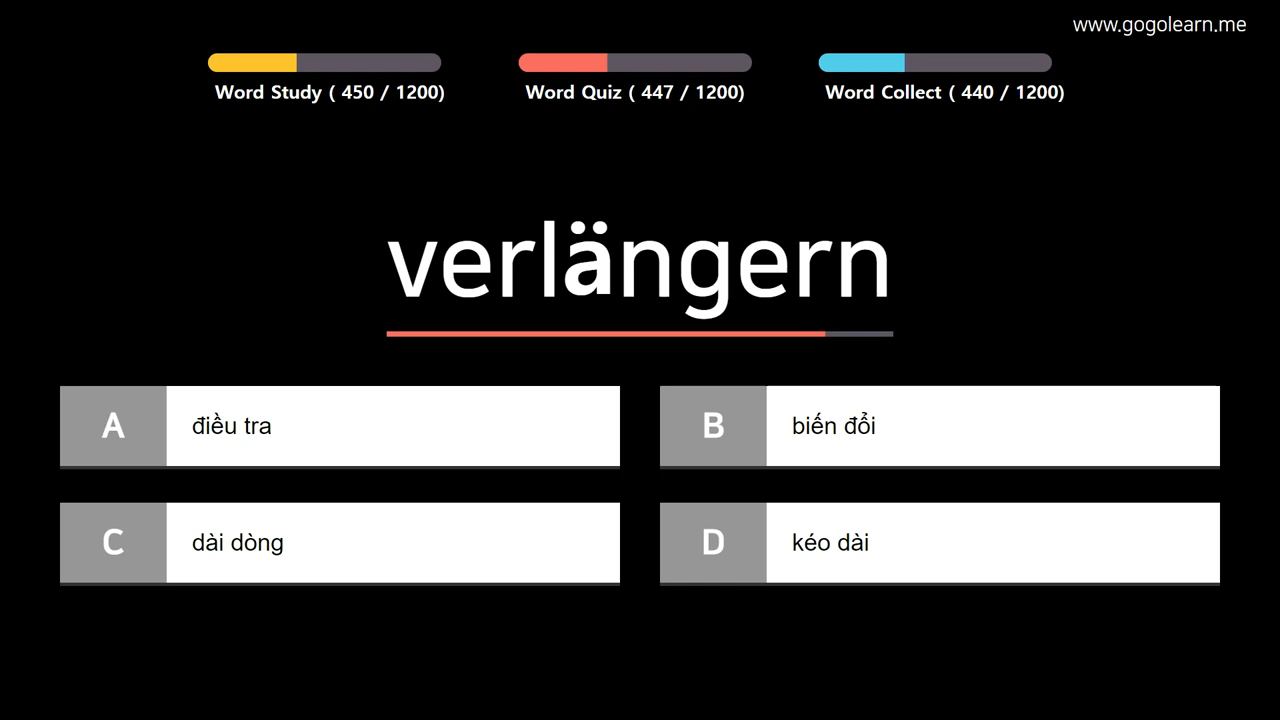 www.gogolearn.me
Word Study ( 450 / 1200)
Word Quiz ( 447 / 1200)
Word Collect ( 440 / 1200)
verlängern
A điều tra
B biến đổi
C dài dòng
D kéo dài